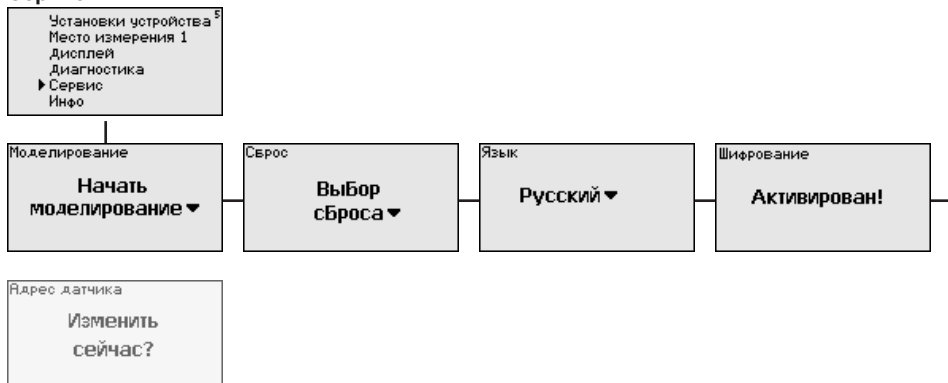 Установки устройства 5
Место измерения 1
Дисплей
Диагностика
Сервис
Инфо
Моделирование
Начать
моделирование
Сброс
Выбор
сброса
Язык
Русский
Шифрование
Активирован!
Адрес датчика
Изменить
сейчас?